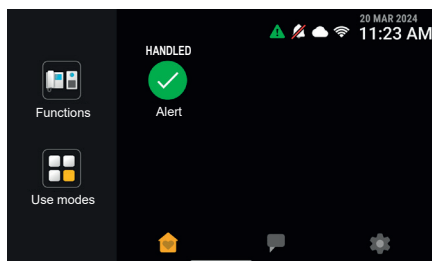 20 MAR 2024
11:23 AM
HANDLED
Alert
Functions
Use modes